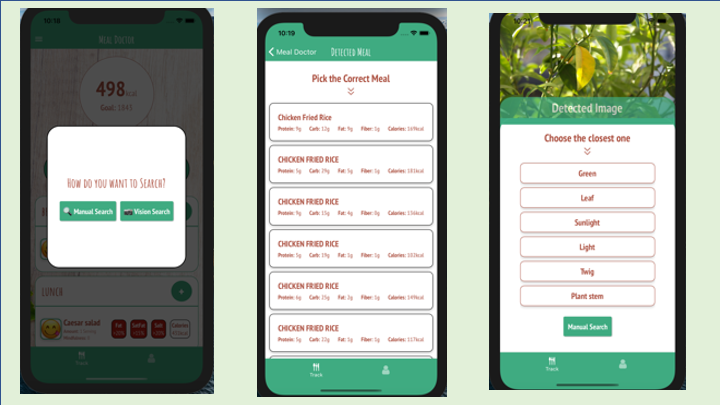 10:19
Meal Doctor
498 kcal
Goal: 1841
How do you want to Search?
Manual Search
Vision Search
LUNCH
+
Caesar salad
Fat
SatFat
Salt
Calories
Track
10:19
Meal Doctor
Detected Meal
Pick the Correct Meal
Chicken Fried Rice
Protein: 9g Carb: 12g Fat: 9g Fiber: 1g Calories: 169kcal
CHICKEN FRIED RICE
Protein: 5g Carb: 29g Fat: 5g Fiber: 1g Calories: 181kcal
CHICKEN FRIED RICE
Protein: 9g Carb: 15g Fat: 4g Fiber: 0g Calories: 136kcal
CHICKEN FRIED RICE
Protein: 5g Carb: 19g Fat: 1g Fiber: 1g Calories: 102kcal
CHICKEN FRIED RICE
Protein: 6g Carb: 25g Fat: 2g Fiber: 1g Calories: 149kcal
CHICKEN FRIED RICE
Protein: 5g Carb: 22g Fat: 1g Fiber: 1g Calories: 117kcal
Track
10:21
Detected Image
Choose the closest one
Green
Leaf
Sunlight
Light
Twig
Plant stem
Manual Search
Track